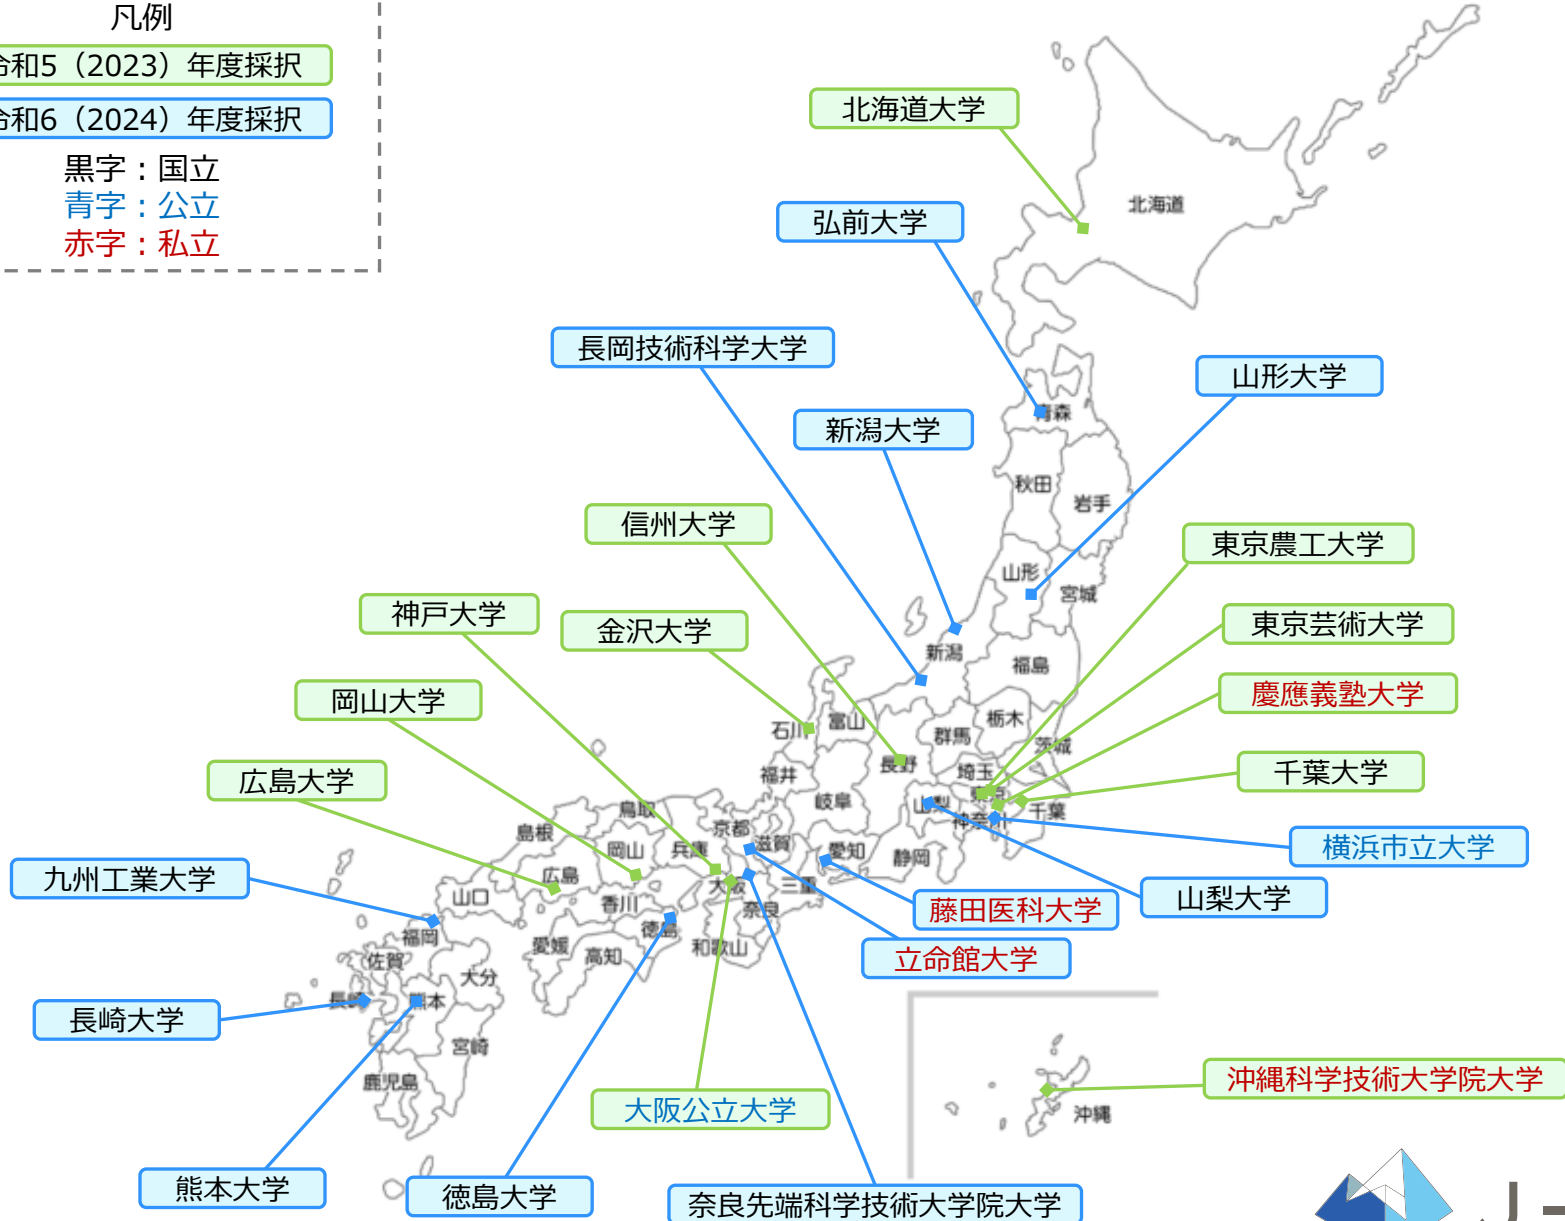 凡例
令和5（2023）年度採択
令和6（2024）年度採択
黒字：国立
青字：公立
赤字：私立
北海道大学
北海道
弘前大学
長岡技術科学大学
山形大学
青森
新潟大学
秋田
岩手
信州大学
東京農工大学
山形
宮城
神戸大学
金沢大学
東京芸術大学
新潟
福島
岡山大学
慶應義塾大学
石川
富山
栃木
群馬
茨城
長野
広島大学
福井
埼玉
千葉大学
東京
岐阜
山梨
千葉
鳥取
島根
京都
神奈川
横浜市立大学
岡山
兵庫
滋賀
愛知
静岡
九州工業大学
広島
大阪
三重
山口
香川
奈良
藤田医科大学
山梨大学
徳島
福岡
愛媛
高知
和歌山
立命館大学
佐賀
大分
長崎
熊本
長崎大学
宮崎
鹿児島
沖縄科学技術大学院大学
大阪公立大学
沖縄
熊本大学
徳島大学
奈良先端科学技術大学院大学